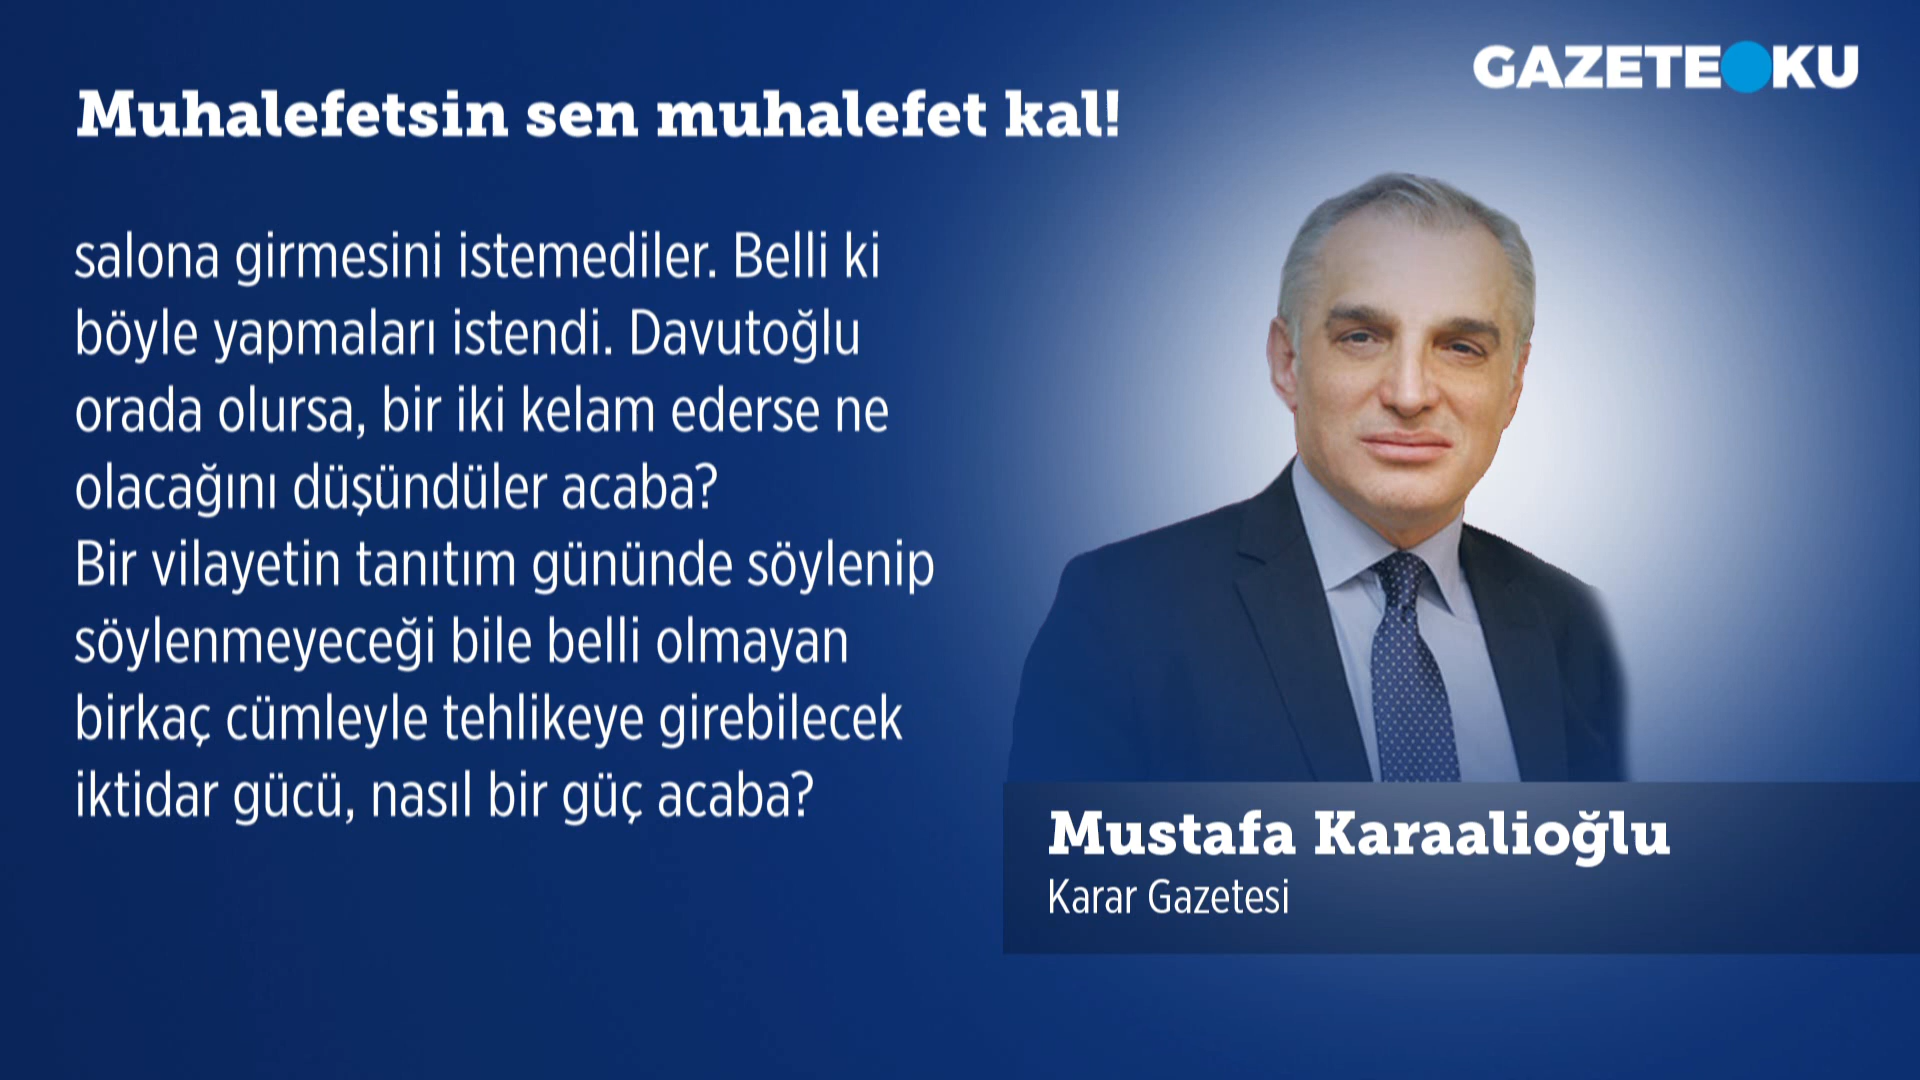 GAZETE KU
Muhalefetsin sen muhalefet kal!
salona girmesini istemediler. Belli ki
böyle yapmaları istendi. Davutoğlu
orada olursa, bir iki kelam ederse ne
olacağını düşündüler acaba?
Bir vilayetin tanıtım gününde söylenip
söylenmeyeceği bile belli olmayan
birkaç cümleyle tehlikeye girebilecek
iktidar gücü, nasıl bir güç acaba?
Mustafa Karaalioğlu
Karar Gazetesi